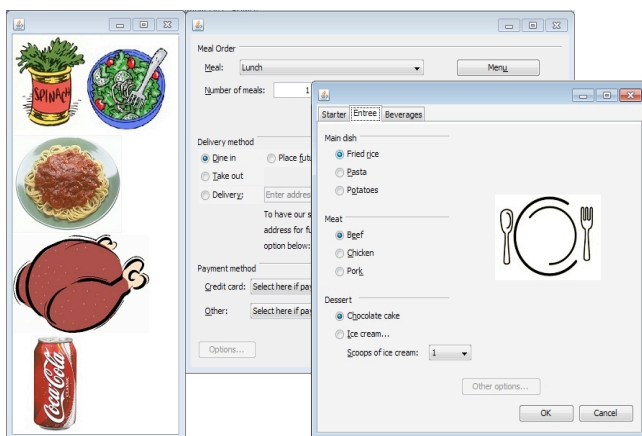 SPINACH
Coca-Cola
CLASSIC
Meal Order
Meal: Lunch Menu
Number of meals: 1
Delivery method
Dine in Place futu
Take out
Delivery: Enter addres
To have our s
address for fu
option below:
Payment method
Credit card: Select here if pay
Other: Select here if pay
Options...
Starter Entree Beverages
Main dish
Fried rice
Pasta
Potatoes
Meat
Beef
Chicken
Pork
Dessert
Chocolate cake
Ice cream...
Scoops of ice cream: 1
Other options...
OK Cancel